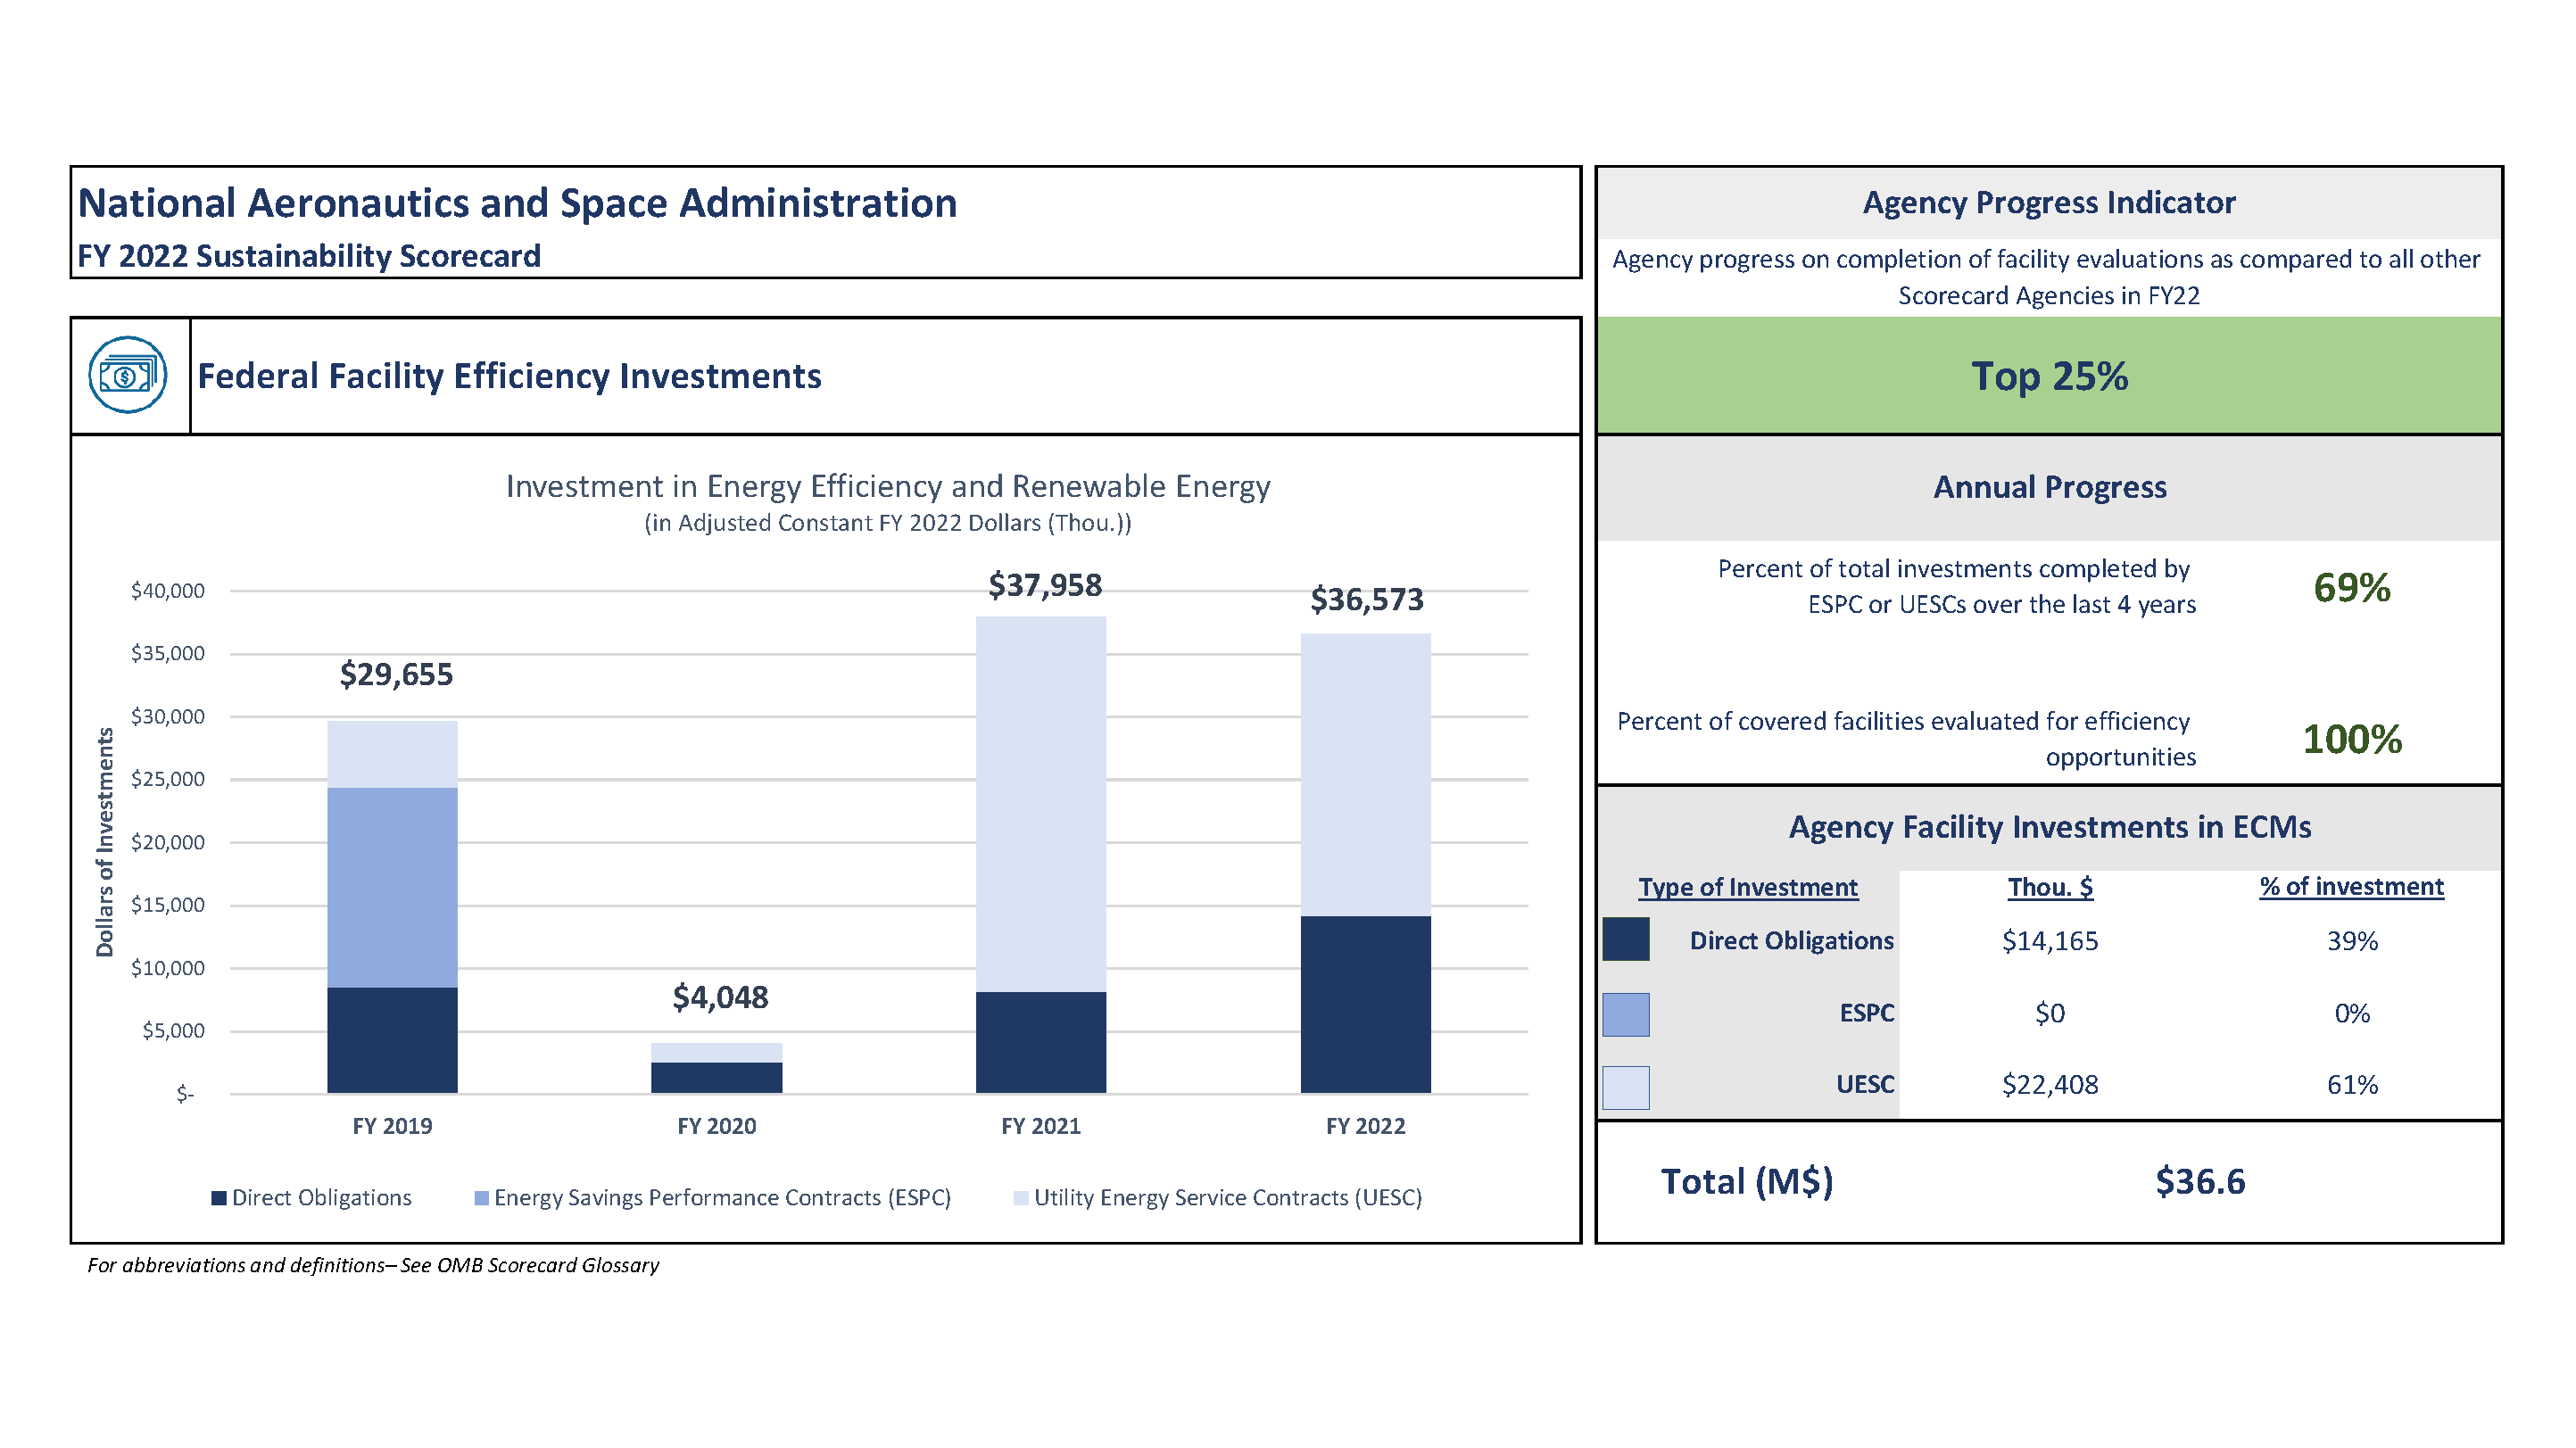 National Aeronautics and Space Administration
FY 2022 Sustainability Scorecard
Federal Facility Efficiency Investments
Investment in Energy Efficiency and Renewable Energy
(in Adjusted Constant FY 2022 Dollars (Thou.))
Dollars of Investments
$40,000
$35,000
$30,000
$25,000
$20,000
$15,000
$10,000
$5,000
$-
$29,655
$4,048
$37,958
$36,573
FY 2019
FY 2020
FY 2021
FY 2022
Direct Obligations
Energy Savings Performance Contracts (ESPC)
Utility Energy Service Contracts (UESC)
For abbreviations and definitions– See OMB Scorecard Glossary
Agency Progress Indicator
Agency progress on completion of facility evaluations as compared to all other
Scorecard Agencies in FY22
Top 25%
Annual Progress
Percent of total investments completed by
ESPC or UESCs over the last 4 years
69%
Percent of covered facilities evaluated for efficiency
opportunities
100%
Agency Facility Investments in ECMs
Type of Investment Thou. $ % of investment
Direct Obligations $14,165 39%
ESPC $0 0%
UESC $22,408 61%
Total (M$) $36.6